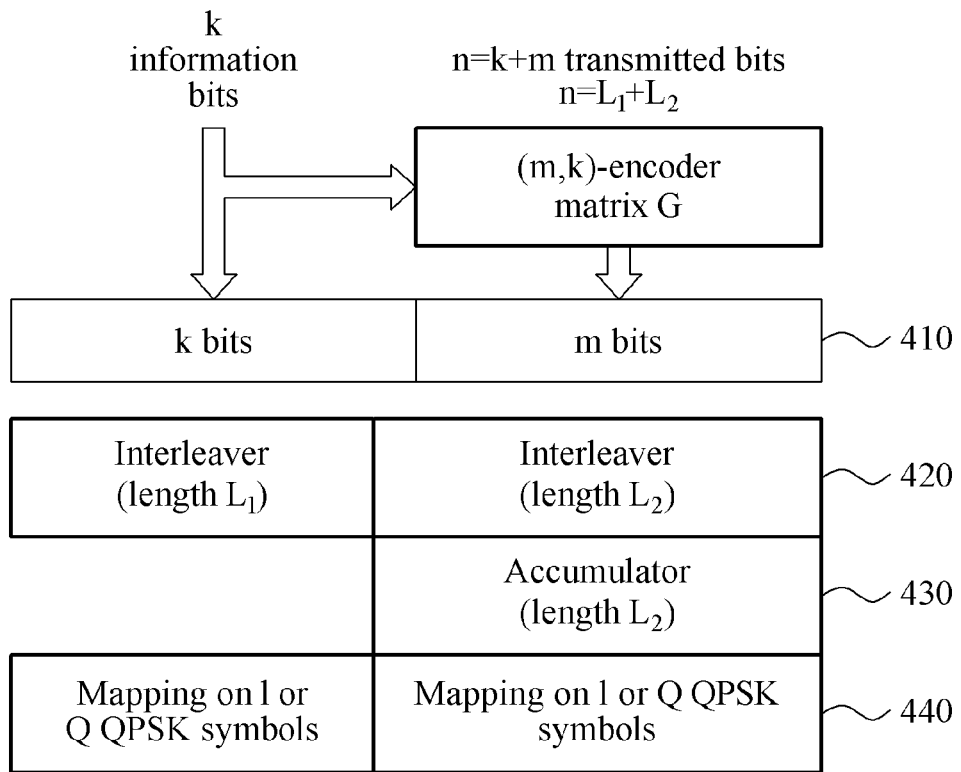 k
information
bits
n=k+m transmitted bits
n=L₁+L₂
(m,k)-encoder
matrix G
k bits
m bits
410
Interleaver
(length L₁)
Interleaver
(length L₂)
420
Accumulator
(length L₂)
430
Mapping on l or
Q QPSK symbols
Mapping on l or Q QPSK
symbols
440